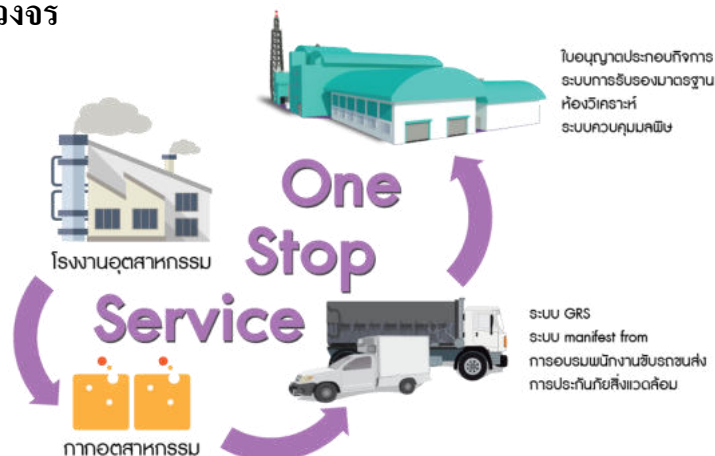 วงจร
ใบอนุญาตประกอบกิจการ
ระบบการรับรองมาตรฐาน
ห้องวิเคราะห์
ระบบควบคุมมลพิษ
One
Stop
Service
โรงงานอุตสาหกรรม
ระบบ GRS
ระบบ manifest from
การอบรมพนักงานขับรถขนส่ง
การประกันภัยสิ่งแวดล้อม
กากอุตสาหกรรม